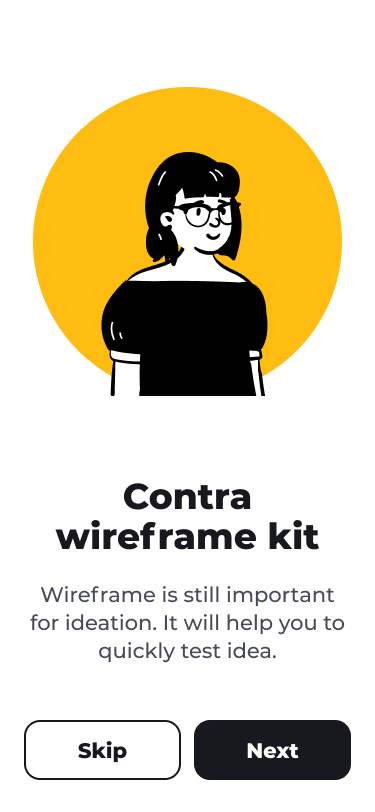 Contra
wireframe kit
Wireframe is still important
for ideation. It will help you to
quickly test idea.
Skip
Next